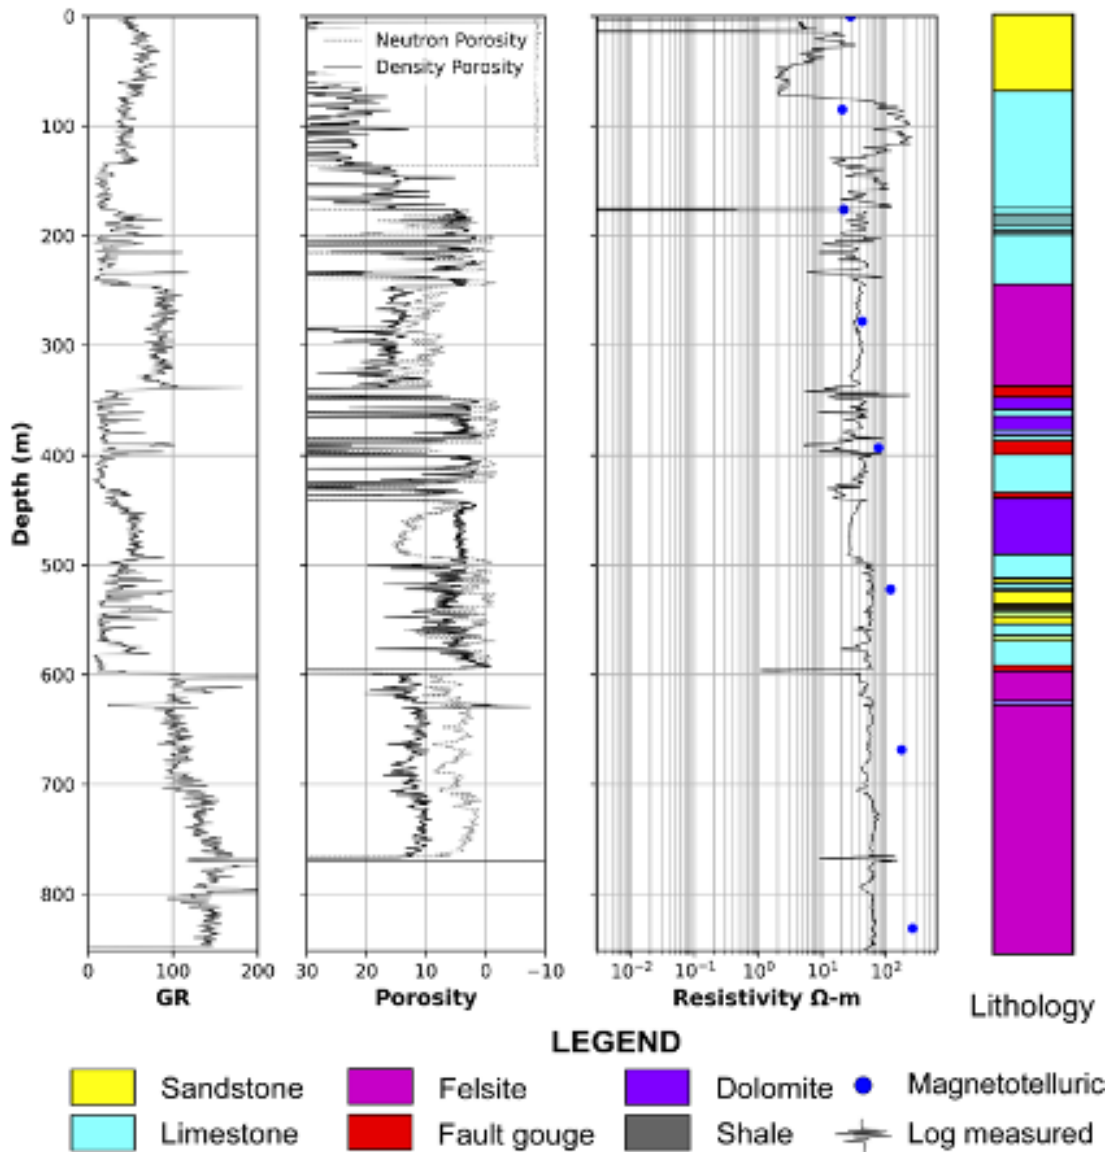 0
100
200
300
400
500
600
700
800
Depth (m)
Neutron Porosity
Density Porosity
0 100 200
30 20 10 0 −10
10⁻² 10⁻¹ 10⁰ 10¹ 10²
GR
Porosity
Resistivity Ω-m
Lithology
LEGEND
Sandstone Felsite Dolomite Magnetotelluric
Limestone Fault gouge Shale Log measured